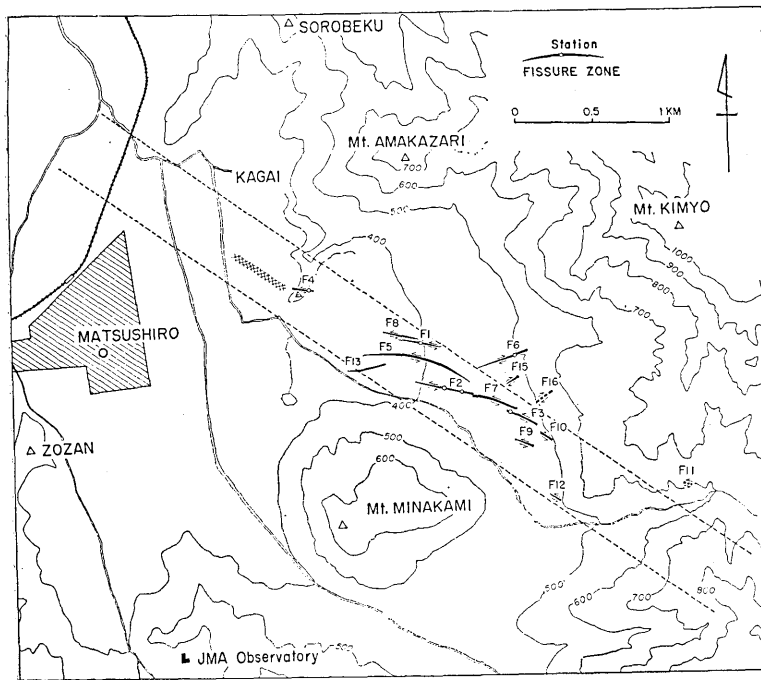 SOROBEKU
Station
FISSURE ZONE
0 0.5 1 KM
Mt. AMAKAZARI
700
600
500
KAGAI
Mt. KIMYO
1000
900
800
700
400
F4
F8
F1
F5
F6
F13
F15
F2
F7
F16
F3
F10
F9
F11
F12
MATSUSHIRO
400
500
600
Mt. MINAKAMI
ZOZAN
500
600
700
800
500
JMA Observatory